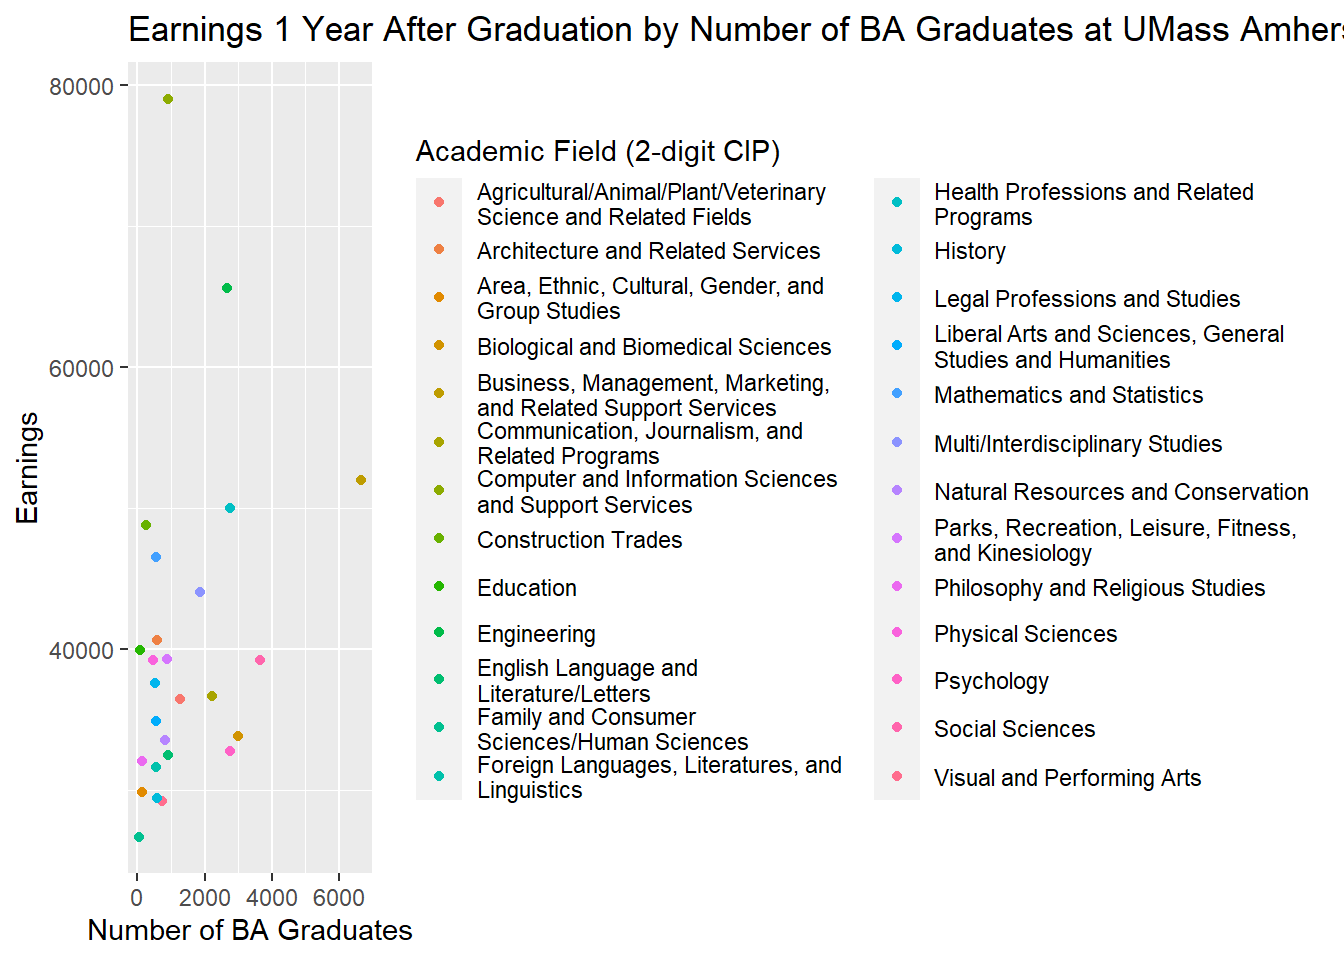 Earnings 1 Year After Graduation by Number of BA Graduates at UMass Amhers
80000
60000
40000
Earnings
0 2000 4000 6000
Number of BA Graduates
Academic Field (2-digit CIP)
Agricultural/Animal/Plant/Veterinary
Science and Related Fields
Architecture and Related Services
Area, Ethnic, Cultural, Gender, and
Group Studies
Biological and Biomedical Sciences
Business, Management, Marketing,
and Related Support Services
Communication, Journalism, and
Related Programs
Computer and Information Sciences
and Support Services
Construction Trades
Education
Engineering
English Language and
Literature/Letters
Family and Consumer
Sciences/Human Sciences
Foreign Languages, Literatures, and
Linguistics
Health Professions and Related
Programs
History
Legal Professions and Studies
Liberal Arts and Sciences, General
Studies and Humanities
Mathematics and Statistics
Multi/Interdisciplinary Studies
Natural Resources and Conservation
Parks, Recreation, Leisure, Fitness,
and Kinesiology
Philosophy and Religious Studies
Physical Sciences
Psychology
Social Sciences
Visual and Performing Arts